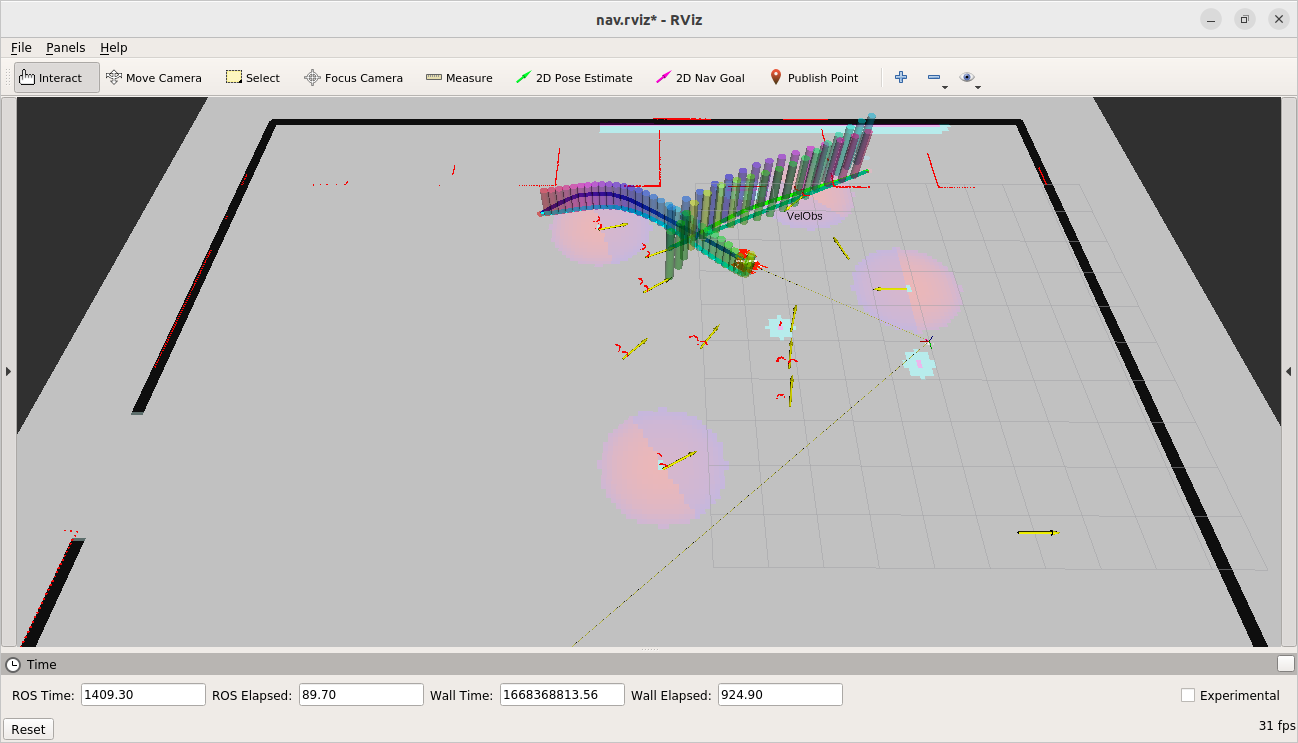 nav.rviz* - RViz
File Panels Help
Interact Move Camera Select Focus Camera Measure 2D Pose Estimate 2D Nav Goal Publish Point
VelObs
Time
ROS Time: 1409.30 ROS Elapsed: 89.70 Wall Time: 1668368813.56 Wall Elapsed: 924.90 Experimental
Reset 31 fps